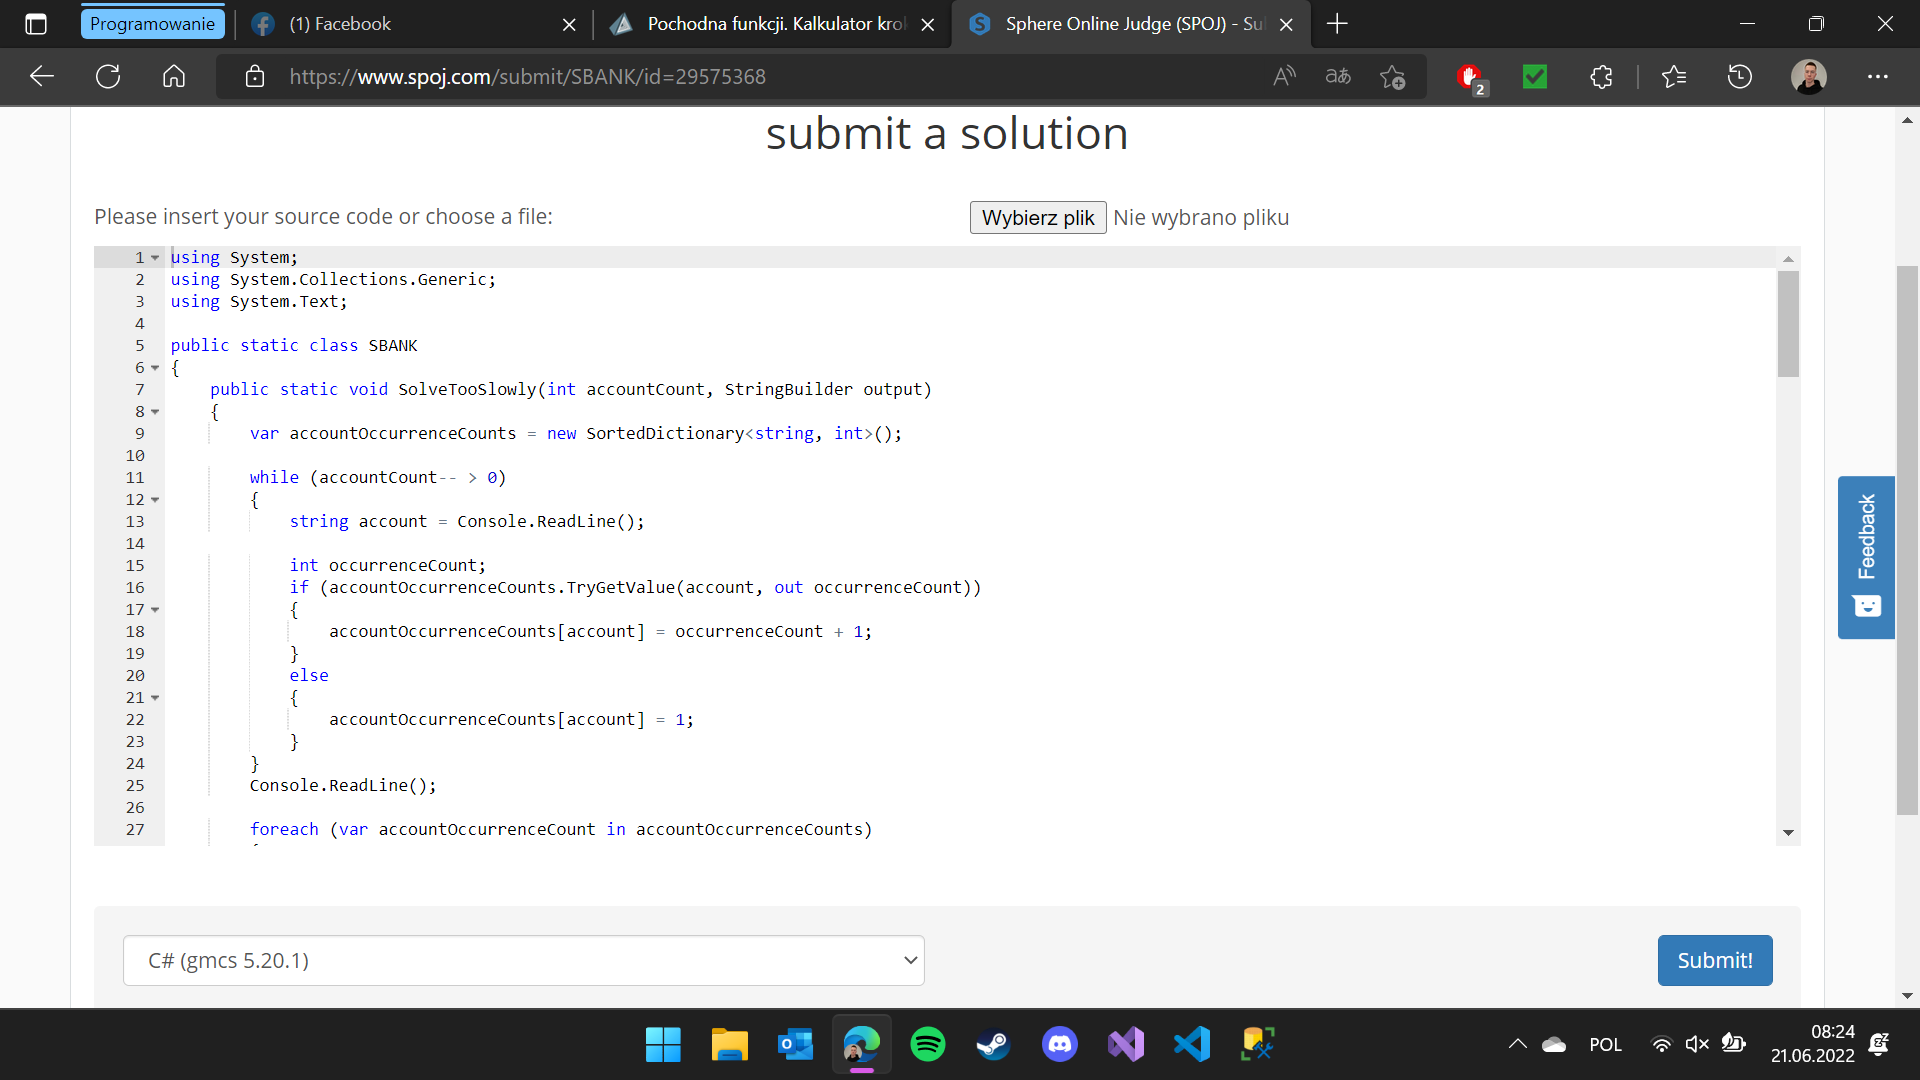 Programowanie
(1) Facebook
Pochodna funkcji. Kalkulator kro
Sphere Online Judge (SPOJ) - Su
https://www.spoj.com/submit/SBANK/id=29575368
2
submit a solution
Please insert your source code or choose a file:
Wybierz plik Nie wybrano pliku
1 using System;
2 using System.Collections.Generic;
3 using System.Text;
4
5 public static class SBANK
6 {
7 public static void SolveTooSlowly(int accountCount, StringBuilder output)
8 {
9 var accountOccurrenceCounts = new SortedDictionary<string, int>();
10
11 while (accountCount-- > 0)
12 {
13 string account = Console.ReadLine();
14
15 int occurrenceCount;
16 if (accountOccurrenceCounts.TryGetValue(account, out occurrenceCount))
17 {
18 accountOccurrenceCounts[account] = occurrenceCount + 1;
19 }
20 else
21 {
22 accountOccurrenceCounts[account] = 1;
23 }
24 }
25 Console.ReadLine();
26
27 foreach (var accountOccurrenceCount in accountOccurrenceCounts)
Feedback
C# (gmcs 5.20.1)
Submit!
POL
08:24
21.06.2022